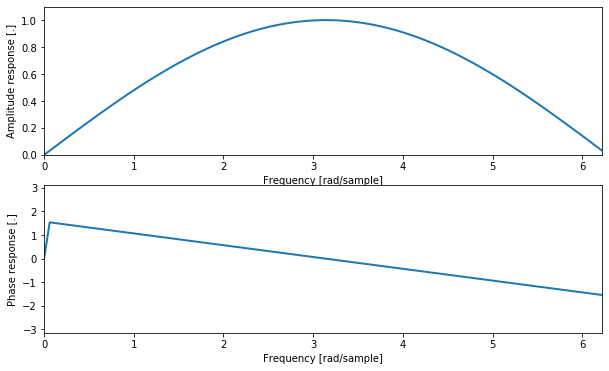 Amplitude response [.]
1.0
0.8
0.6
0.4
0.2
0.0
0 1 2 3 4 5 6
Frequency [rad/sample]
Phase response [.]
3
2
1
0
−1
−2
−3
0 1 2 3 4 5 6
Frequency [rad/sample]